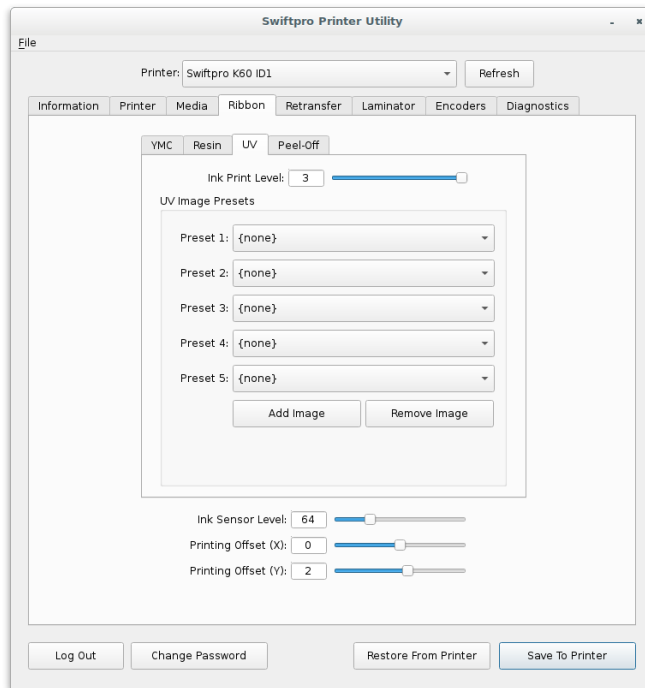 Swiftpro Printer Utility
File
Printer: Swiftpro K60 ID1 Refresh
Information Printer Media Ribbon Retransfer Laminator Encoders Diagnostics
YMC Resin UV Peel-Off
Ink Print Level: 3
UV Image Presets
Preset 1: {none}
Preset 2: {none}
Preset 3: {none}
Preset 4: {none}
Preset 5: {none}
Add Image Remove Image
Ink Sensor Level: 64
Printing Offset (X): 0
Printing Offset (Y): 2
Log Out Change Password Restore From Printer Save To Printer